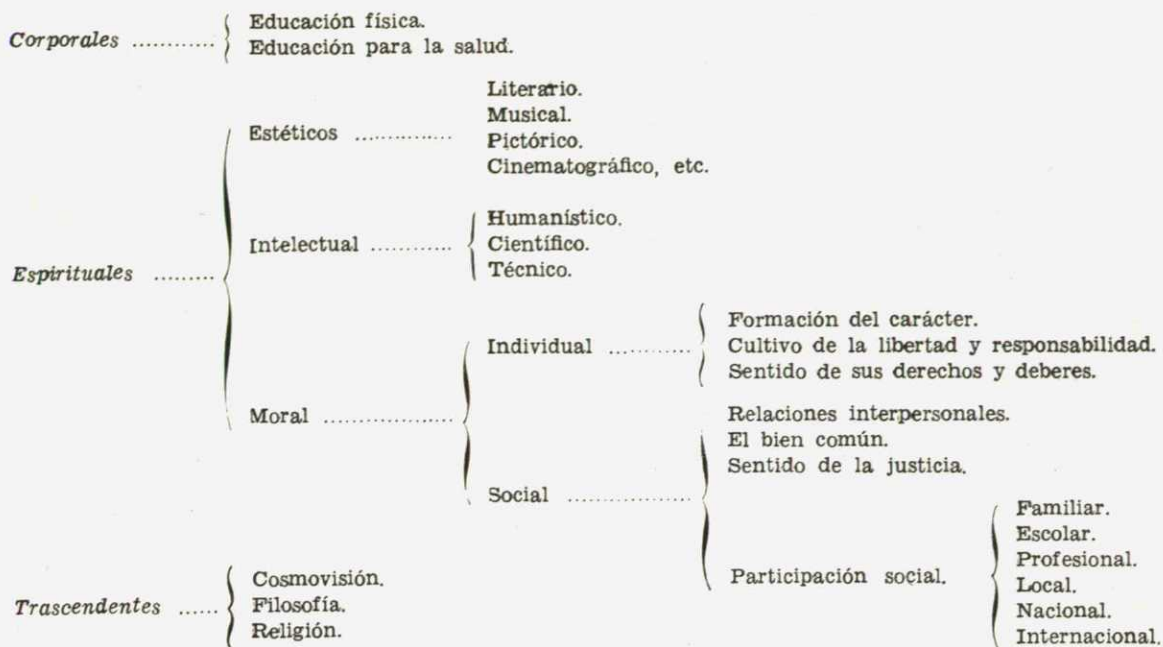 Corporales ............
Educación física.
Educación para la salud.
Espirituales .........
Estéticos ..............
Literario.
Musical.
Pictórico.
Cinematográfico, etc.
Intelectual ............
Humanístico.
Científico.
Técnico.
Moral ..................
Individual ............
Formación del carácter.
Cultivo de la libertad y responsabilidad.
Sentido de sus derechos y deberes.
Social ..................
Relaciones interpersonales.
El bien común.
Sentido de la justicia.
Participación social.
Familiar.
Escolar.
Profesional.
Local.
Nacional.
Internacional.
Trascendentes ......
Cosmovisión.
Filosofía.
Religión.